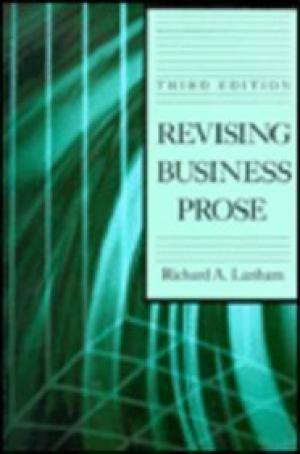 THIRD EDITION
REVISING
BUSINESS
PROSE
Richard A. Lanham